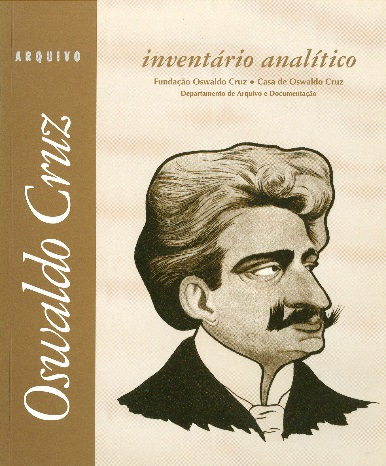 ARQUIVO
Oswaldo Cruz
inventário analítico
Fundação Oswaldo Cruz • Casa de Oswaldo Cruz
Departamento de Arquivo e Documentação